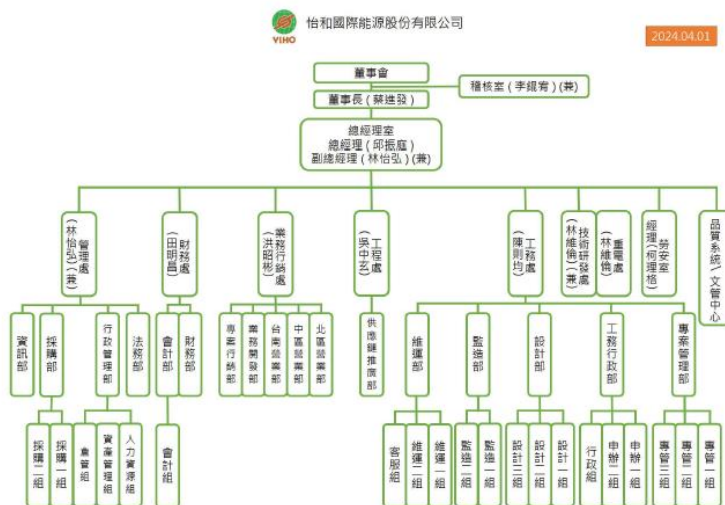 YIHO
怡和國際能源股份有限公司
2024.04.01
董事會
稽核室(李錕宥)(兼)
董事長(蔡進發)
總經理室
總經理(邱振庭)
副總經理(林怡弘)(兼)
管理處
(林怡弘)(兼)
財務處
(田明昌)
業務行銷處
(洪昭彬)
工程處
(吳中玄)
工務處
(陳則均)
技術研發處
(林維倫)(兼)
重電處
(林維倫)
勞安室
經理(柯理格)
品質系統/文管中心
資訊部
採購部
行政管理部
法務部
會計部
財務部
專案行銷部
業務開發部
台南營業部
中區營業部
北區營業部
供應鏈推廣部
維運部
監造部
設計部
工務行政部
專案管理部
採購二組
採購一組
倉管組
資產管理組
人力資源組
會計組
客服組
維運二組
維運一組
監造二組
監造一組
設計三組
設計二組
設計一組
行政組
申辦二組
申辦一組
專管三組
專管二組
專管一組